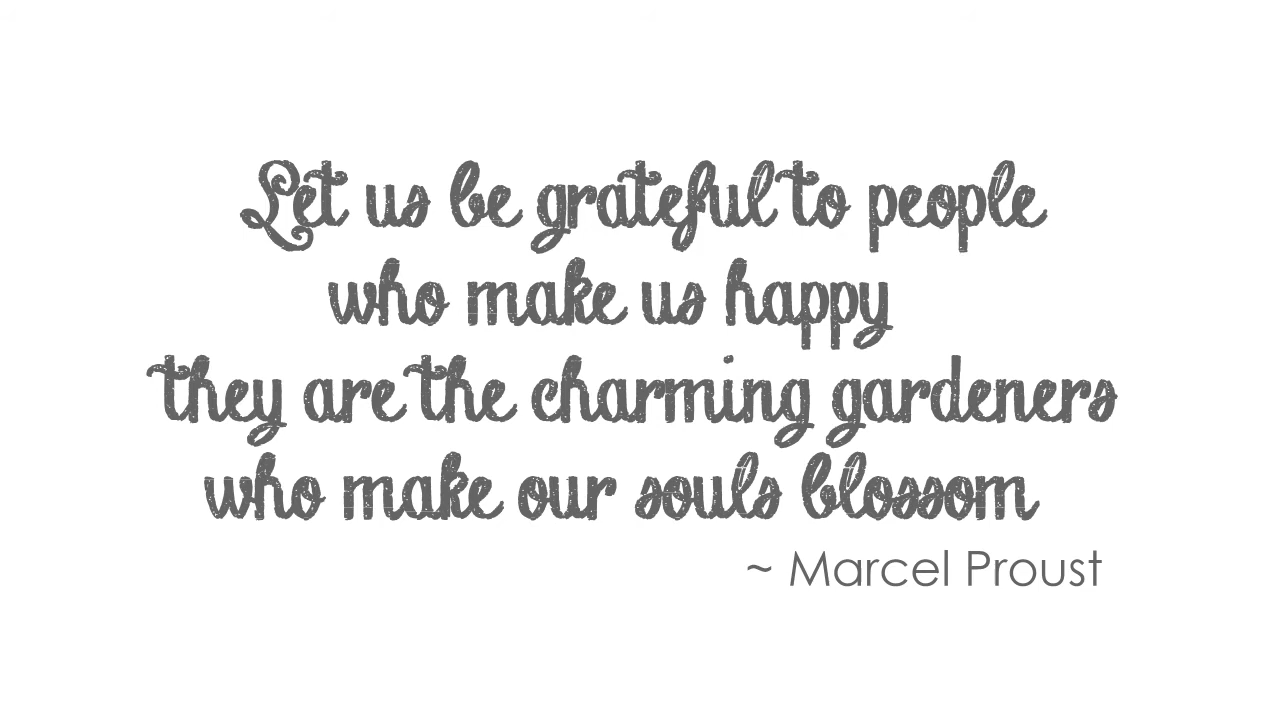 Let us be grateful to people
who make us happy
they are the charming gardeners
who make our souls blossom
~ Marcel Proust